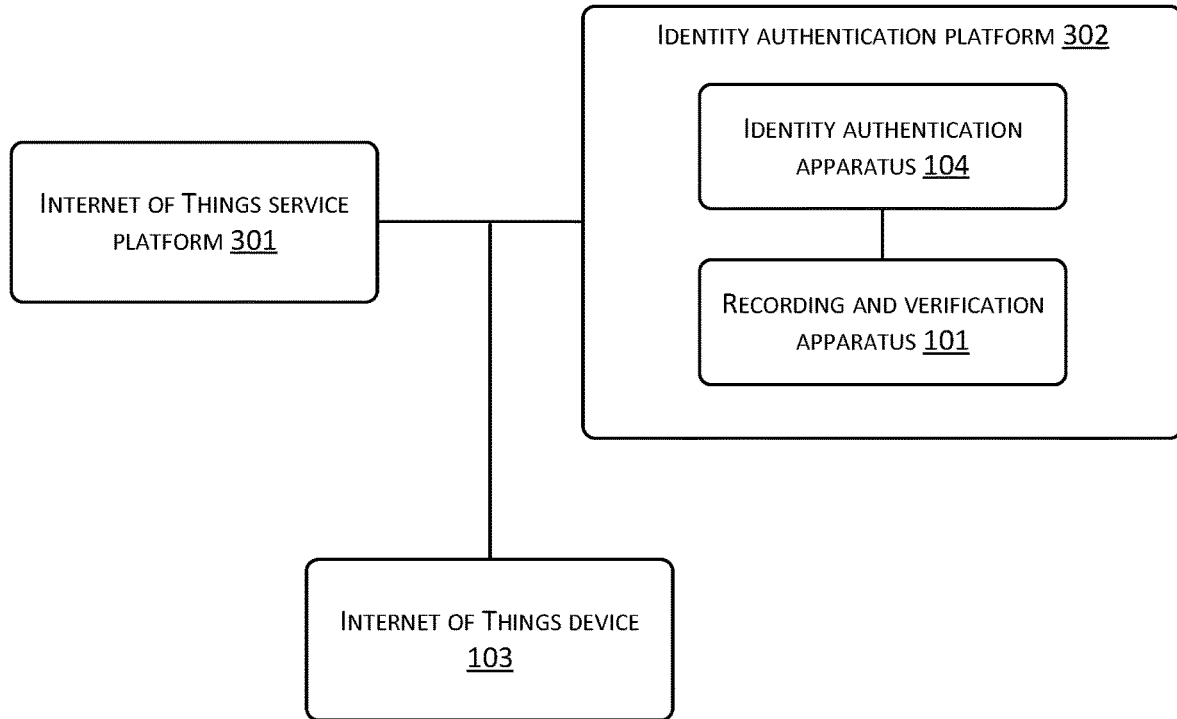 IDENTITY AUTHENTICATION PLATFORM 302
IDENTITY AUTHENTICATION
APPARATUS 104
INTERNET OF THINGS SERVICE
PLATFORM 301
RECORDING AND VERIFICATION
APPARATUS 101
INTERNET OF THINGS DEVICE
103